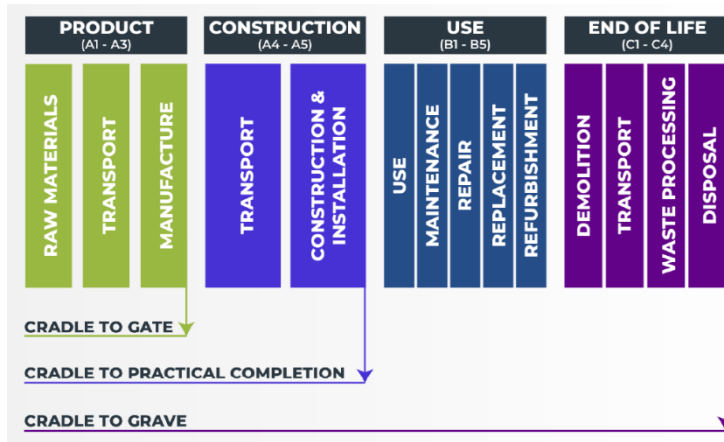 PRODUCT
(A1 - A3)
CONSTRUCTION
(A4 - A5)
USE
(B1 - B5)
END OF LIFE
(C1 - C4)
RAW MATERIALS
TRANSPORT
MANUFACTURE
TRANSPORT
CONSTRUCTION &
INSTALLATION
USE
MAINTENANCE
REPAIR
REPLACEMENT
REFURBISHMENT
DEMOLITION
TRANSPORT
WASTE PROCESSING
DISPOSAL
CRADLE TO GATE
CRADLE TO PRACTICAL COMPLETION
CRADLE TO GRAVE